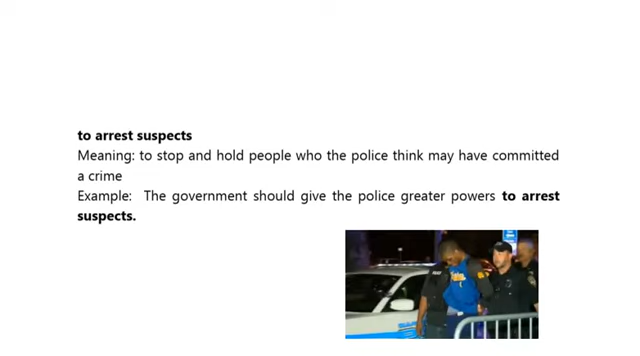 to arrest suspects
Meaning: to stop and hold people who the police think may have committed
a crime
Example: The government should give the police greater powers to arrest
suspects.